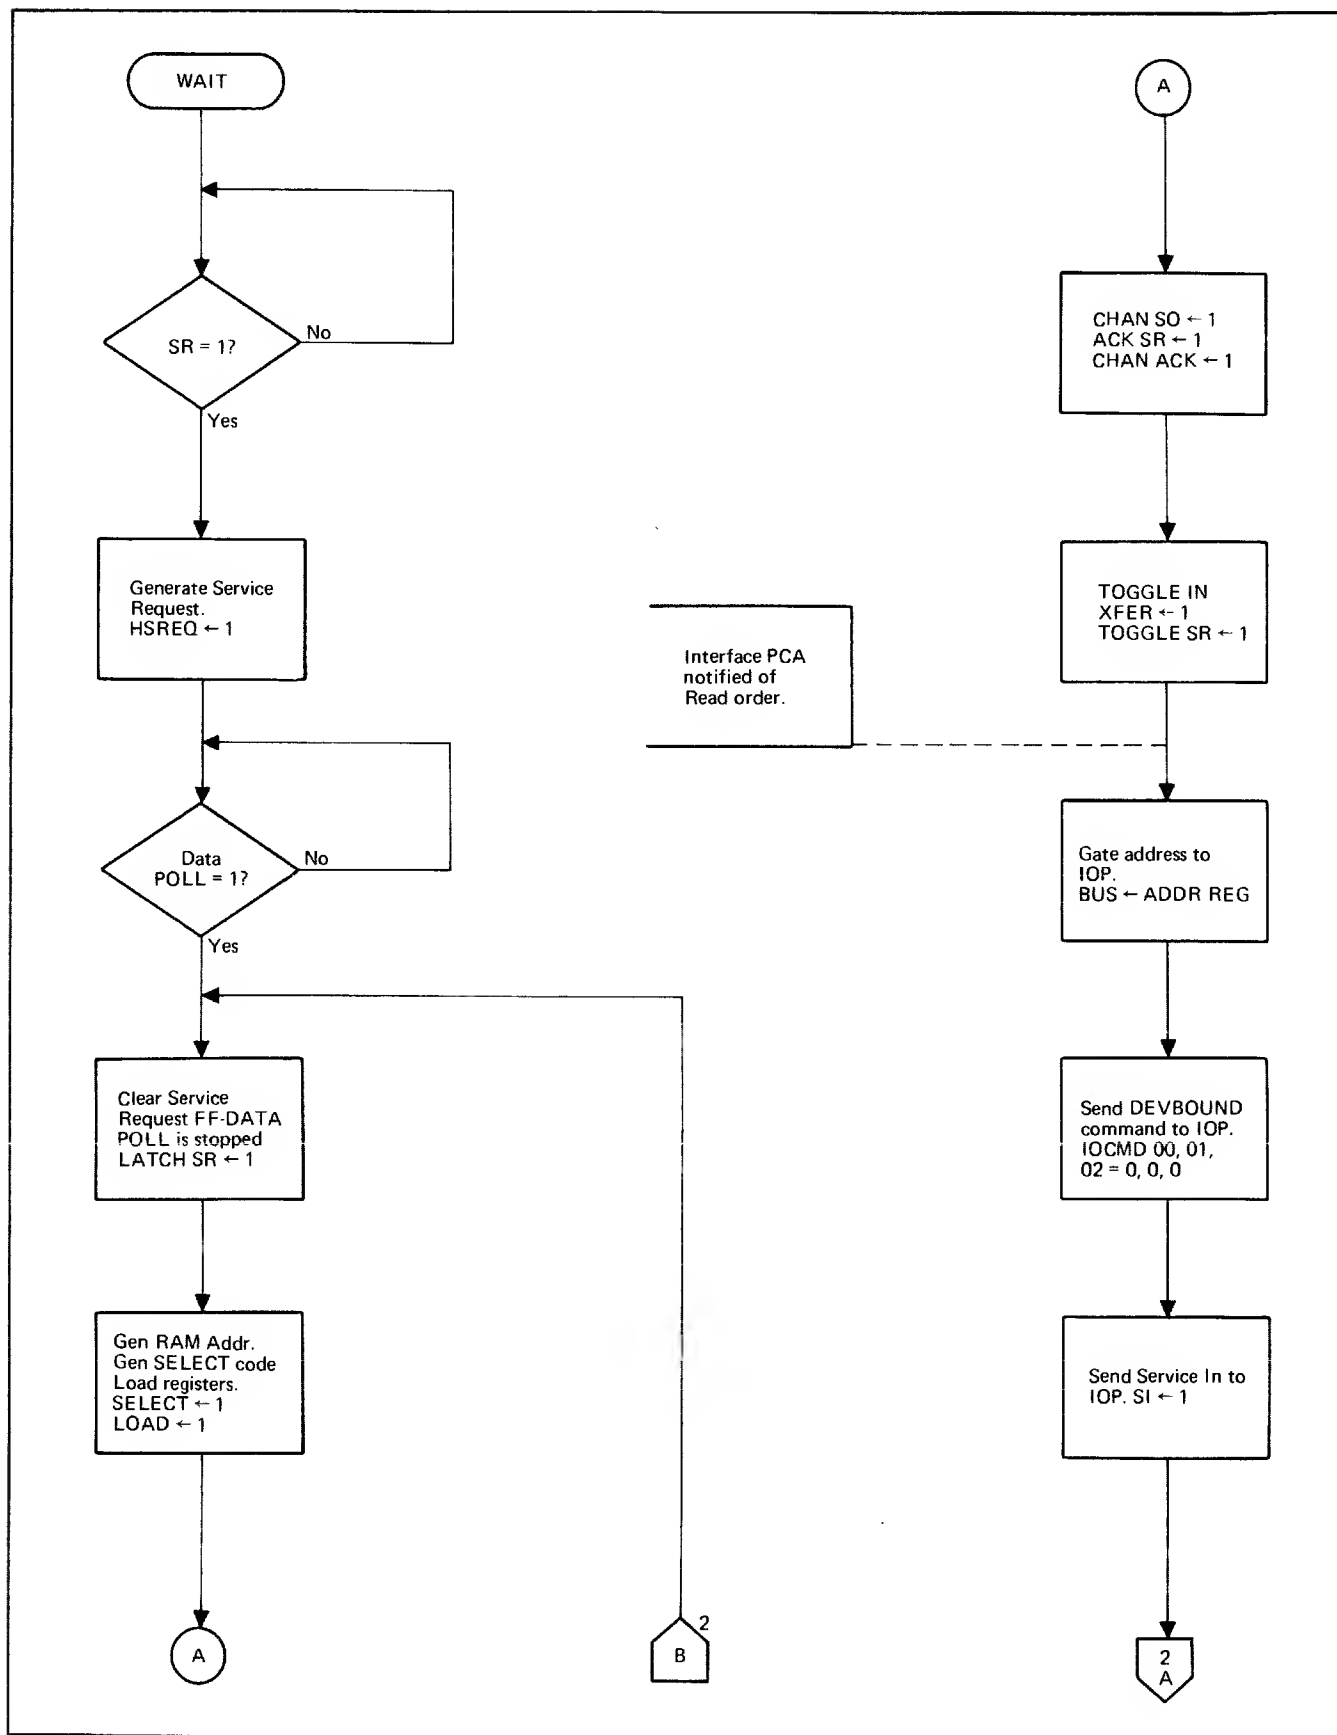 WAIT
SR = 1?
No
Yes
Generate Service
Request.
HSREQ ← 1
Data
POLL = 1?
No
Yes
Clear Service
Request FF-DATA
POLL is stopped
LATCH SR ← 1
Gen RAM Addr.
Gen SELECT code
Load registers.
SELECT ← 1
LOAD ← 1
A
2
B
A
CHAN SO ← 1
ACK SR ← 1
CHAN ACK ← 1
TOGGLE IN
XFER ← 1
TOGGLE SR ← 1
Interface PCA
notified of
Read order.
Gate address to
IOP.
BUS ← ADDR REG
Send DEVBOUND
command to IOP.
IOCMD 00, 01,
02 = 0, 0, 0
Send Service In to
IOP. SI ← 1
2
A